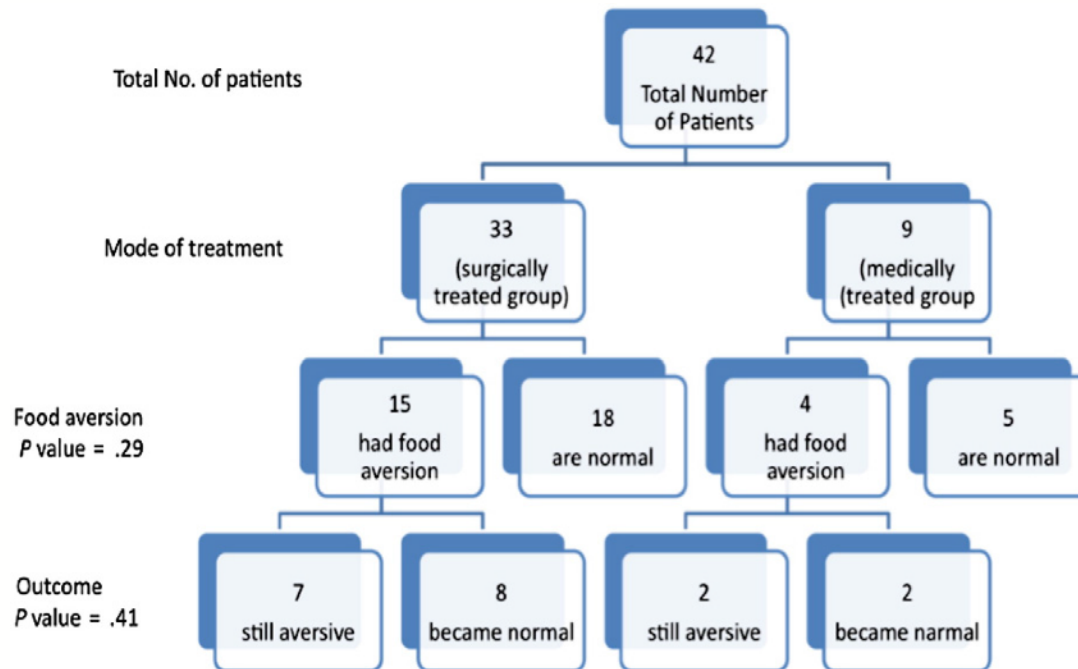 Total No. of patients
42
Total Number
of Patients
Mode of treatment
33
(surgically
treated group)
9
(medically
(treated group
Food aversion
P value = .29
15
had food
aversion
18
are normal
4
had food
aversion
5
are normal
Outcome
P value = .41
7
still aversive
8
became normal
2
still aversive
2
became narmal